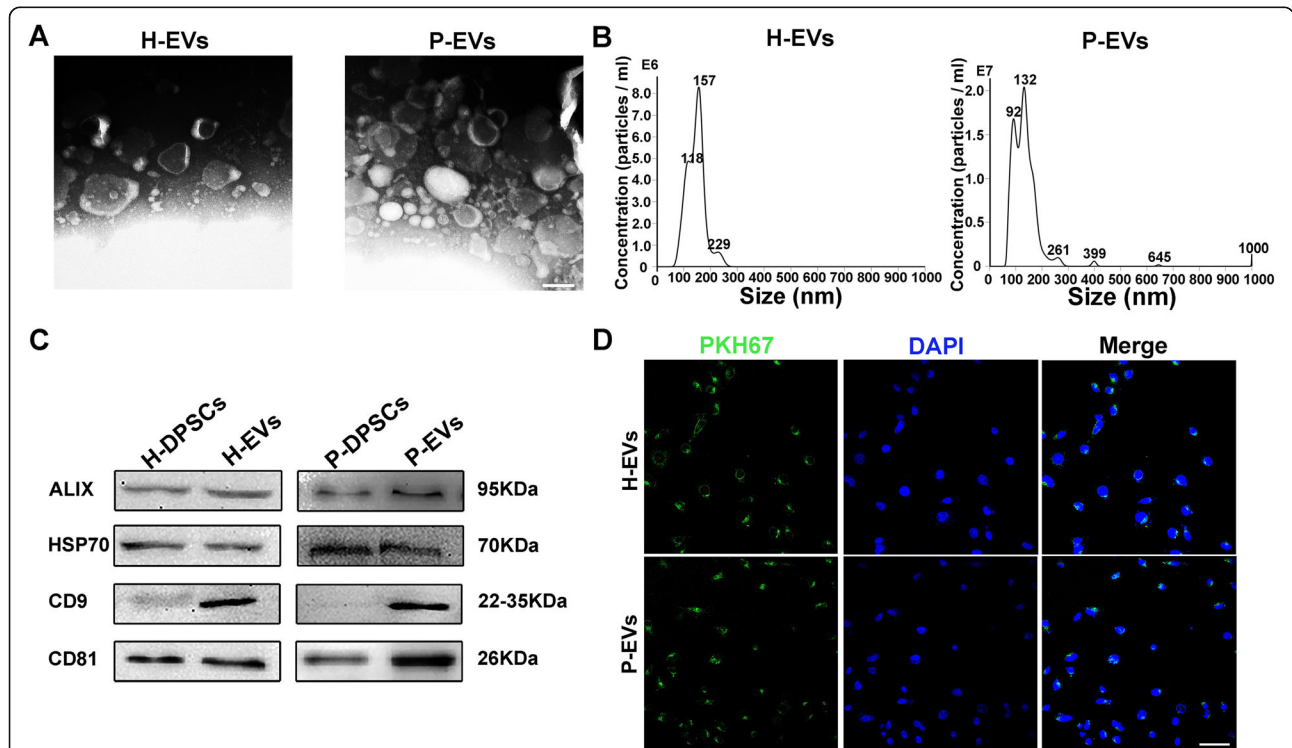 A
H-EVs
P-EVs
B
H-EVs
P-EVs
E6
Concentration (particles / ml)
8.0
7.0
6.0
5.0
4.0
3.0
2.0
1.0
0
157
118
229
0 100 200 300 400 500 600 700 800 900 1000
Size (nm)
E7
Concentration (particles / ml)
2.0
1.5
1.0
0.5
0
92
132
261
399
645
1000
0 100 200 300 400 500 600 700 800 900 1000
Size (nm)
C
H-DPSCs
H-EVs
P-DPSCs
P-EVs
ALIX
95KDa
HSP70
70KDa
CD9
22-35KDa
CD81
26KDa
D
PKH67
DAPI
Merge
H-EVs
P-EVs